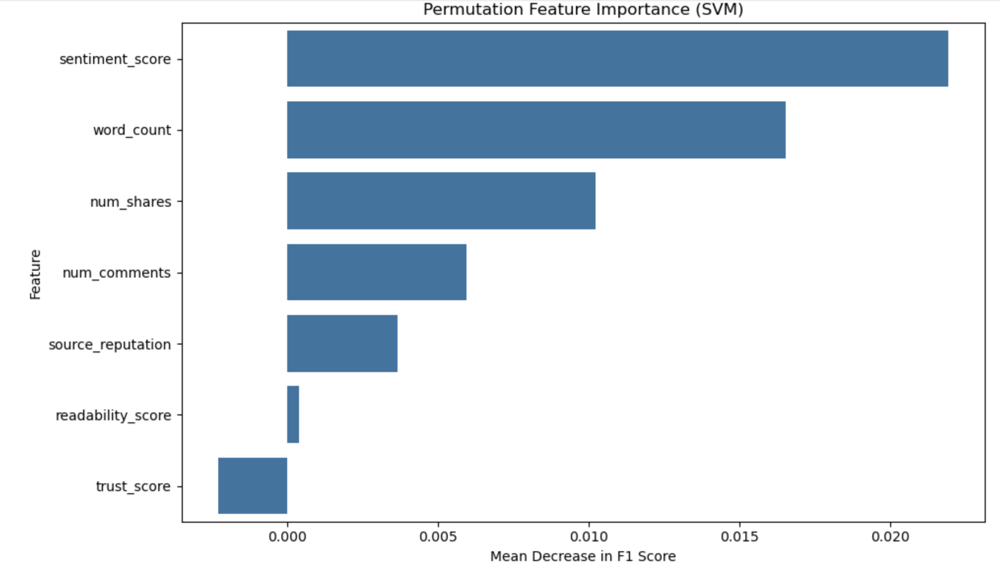 Permutation Feature Importance (SVM)
sentiment_score
word_count
num_shares
num_comments
source_reputation
readability_score
trust_score
Feature
0.000 0.005 0.010 0.015 0.020
Mean Decrease in F1 Score